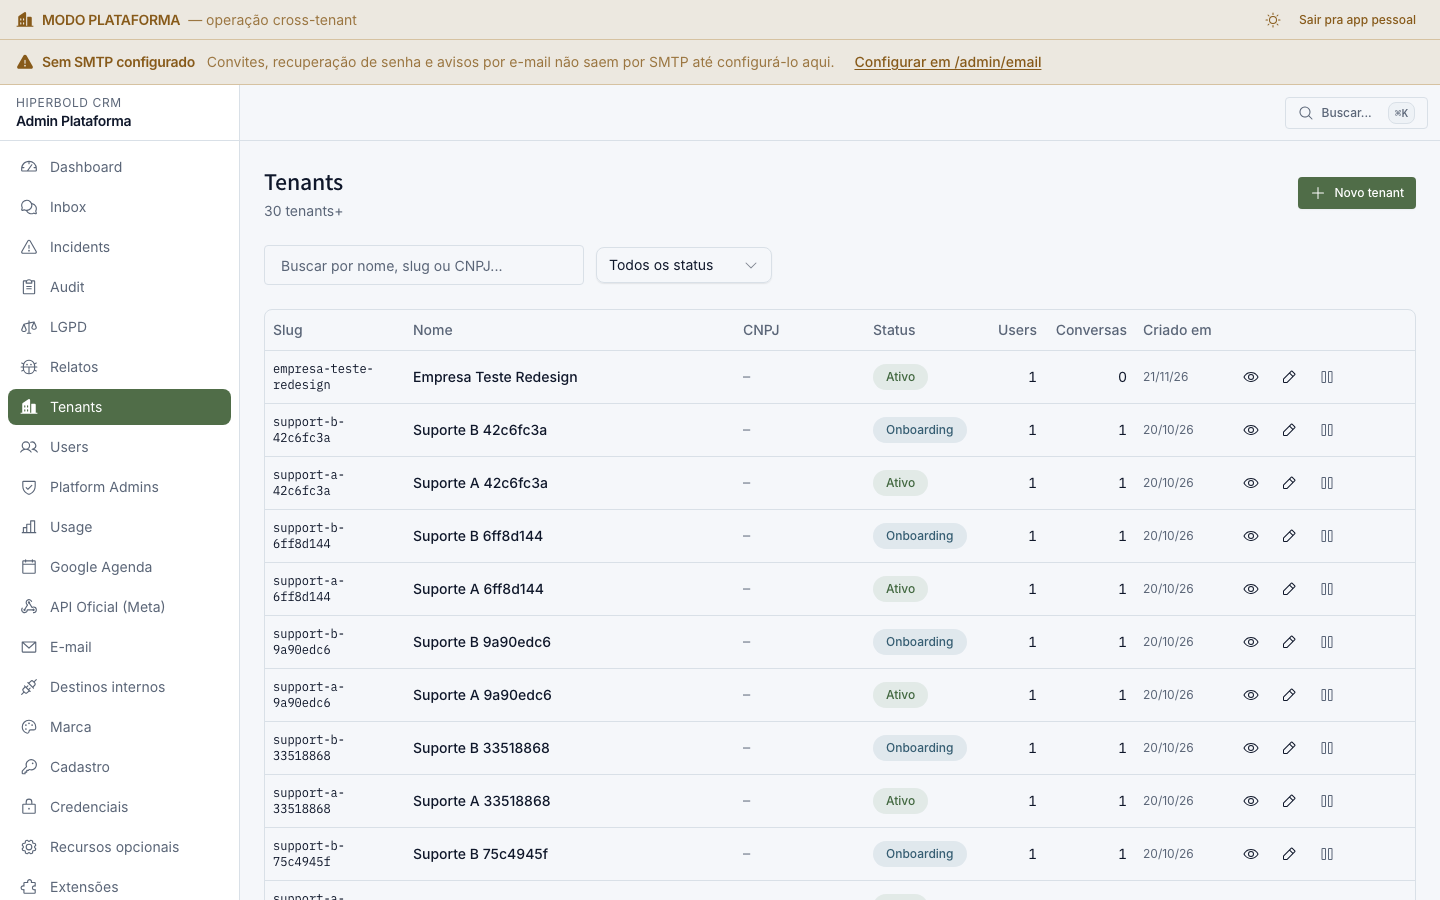 MODO PLATAFORMA — operação cross-tenant
Sair pra app pessoal
Sem SMTP configurado Convites, recuperação de senha e avisos por e-mail não saem por SMTP até configurá-lo aqui. Configurar em /admin/email
HIPERBOLD CRM
Admin Plataforma
Buscar... ⌘K
Dashboard
Inbox
Incidents
Audit
LGPD
Relatos
Tenants
Users
Platform Admins
Usage
Google Agenda
API Oficial (Meta)
E-mail
Destinos internos
Marca
Cadastro
Credenciais
Recursos opcionais
Extensões
Tenants
30 tenants+
Novo tenant
Buscar por nome, slug ou CNPJ...
Todos os status
Slug Nome CNPJ Status Users Conversas Criado em
empresa-teste-
redesign
Empresa Teste Redesign – Ativo 1 0 21/11/26
support-b-
42c6fc3a
Suporte B 42c6fc3a – Onboarding 1 1 20/10/26
support-a-
42c6fc3a
Suporte A 42c6fc3a – Ativo 1 1 20/10/26
support-b-
6ff8d144
Suporte B 6ff8d144 – Onboarding 1 1 20/10/26
support-a-
6ff8d144
Suporte A 6ff8d144 – Ativo 1 1 20/10/26
support-b-
9a90edc6
Suporte B 9a90edc6 – Onboarding 1 1 20/10/26
support-a-
9a90edc6
Suporte A 9a90edc6 – Ativo 1 1 20/10/26
support-b-
33518868
Suporte B 33518868 – Onboarding 1 1 20/10/26
support-a-
33518868
Suporte A 33518868 – Ativo 1 1 20/10/26
support-b-
75c4945f
Suporte B 75c4945f – Onboarding 1 1 20/10/26